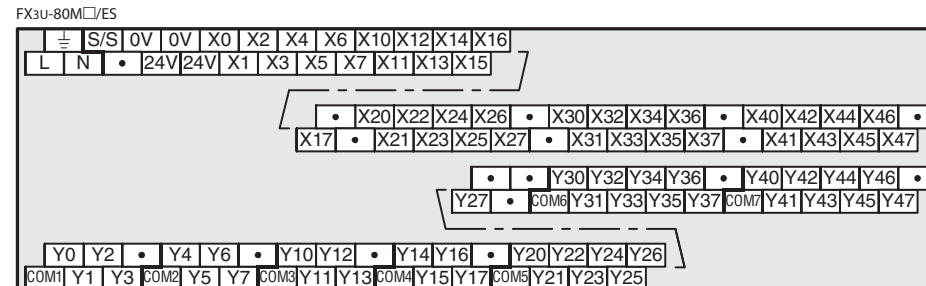 FX3U-80M□/ES
⏚ S/S 0V 0V X0 X2 X4 X6 X10 X12 X14 X16
L N • 24V 24V X1 X3 X5 X7 X11 X13 X15
• X20 X22 X24 X26 • X30 X32 X34 X36 • X40 X42 X44 X46 •
X17 • X21 X23 X25 X27 • X31 X33 X35 X37 • X41 X43 X45 X47
• • Y30 Y32 Y34 Y36 • Y40 Y42 Y44 Y46 •
Y27 • COM6 Y31 Y33 Y35 Y37 COM7 Y41 Y43 Y45 Y47
Y0 Y2 • Y4 Y6 • Y10 Y12 • Y14 Y16 • Y20 Y22 Y24 Y26
COM1 Y1 Y3 COM2 Y5 Y7 COM3 Y11 Y13 COM4 Y15 Y17 COM5 Y21 Y23 Y25